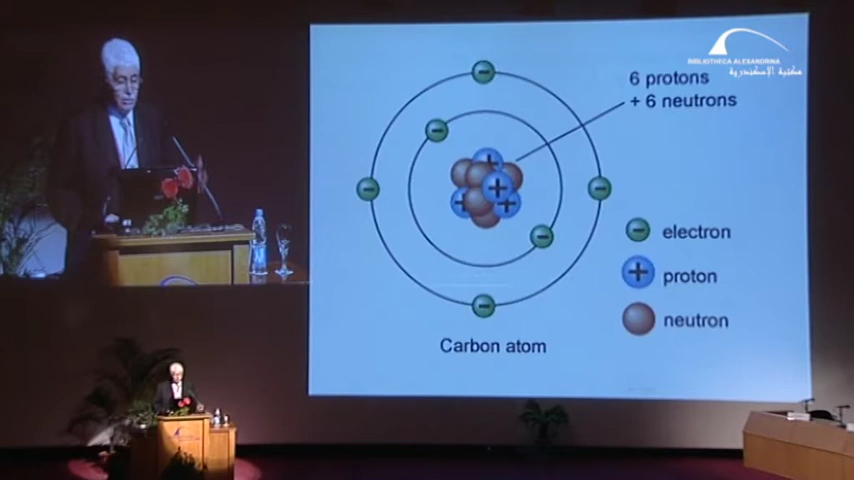 BIBLIOTHECA ALEXANDRINA
مكتبة الإسكندرية
6 protons
+ 6 neutrons
electron
proton
neutron
Carbon atom